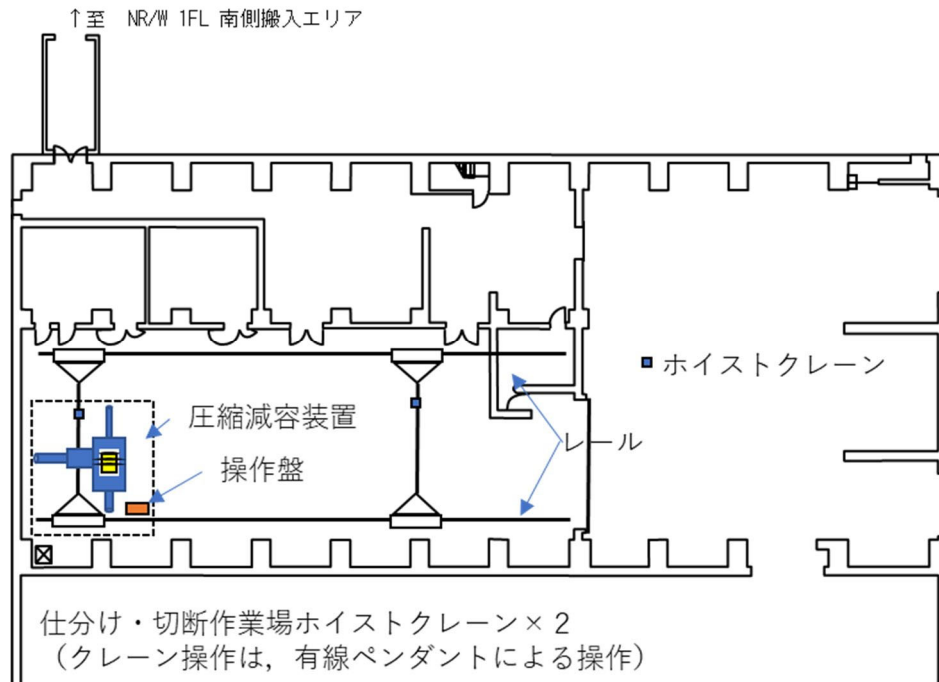 ↑至 NR/W 1FL 南側搬入エリア
ホイストクレーン
圧縮減容装置
レール
操作盤
仕分け・切断作業場ホイストクレーン×2
（クレーン操作は，有線ペンダントによる操作）